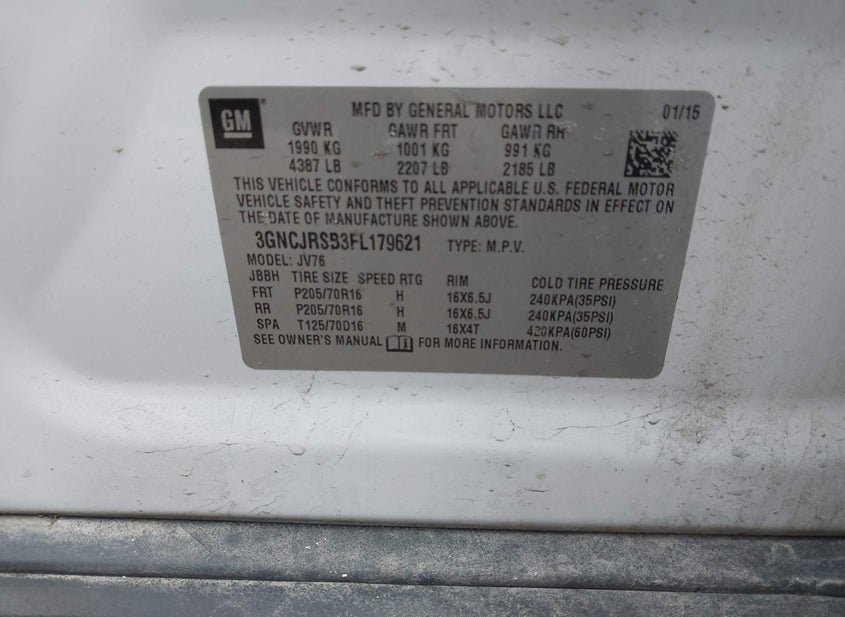 GM
MFD BY GENERAL MOTORS LLC 01/15
GVWR GAWR FRT GAWR RR
1990 KG 1001 KG 991 KG
4387 LB 2207 LB 2185 LB
THIS VEHICLE CONFORMS TO ALL APPLICABLE U.S. FEDERAL MOTOR
VEHICLE SAFETY AND THEFT PREVENTION STANDARDS IN EFFECT ON
THE DATE OF MANUFACTURE SHOWN ABOVE.
3GNCJRSB3FL179621 TYPE: M.P.V.
MODEL: JV76
JBBH TIRE SIZE SPEED RTG RIM COLD TIRE PRESSURE
FRT P205/70R16 H 16X6.5J 240KPA(35PSI)
RR P205/70R16 H 16X6.5J 240KPA(35PSI)
SPA T125/70D16 M 16X4T 420KPA(60PSI)
SEE OWNER'S MANUAL FOR MORE INFORMATION.